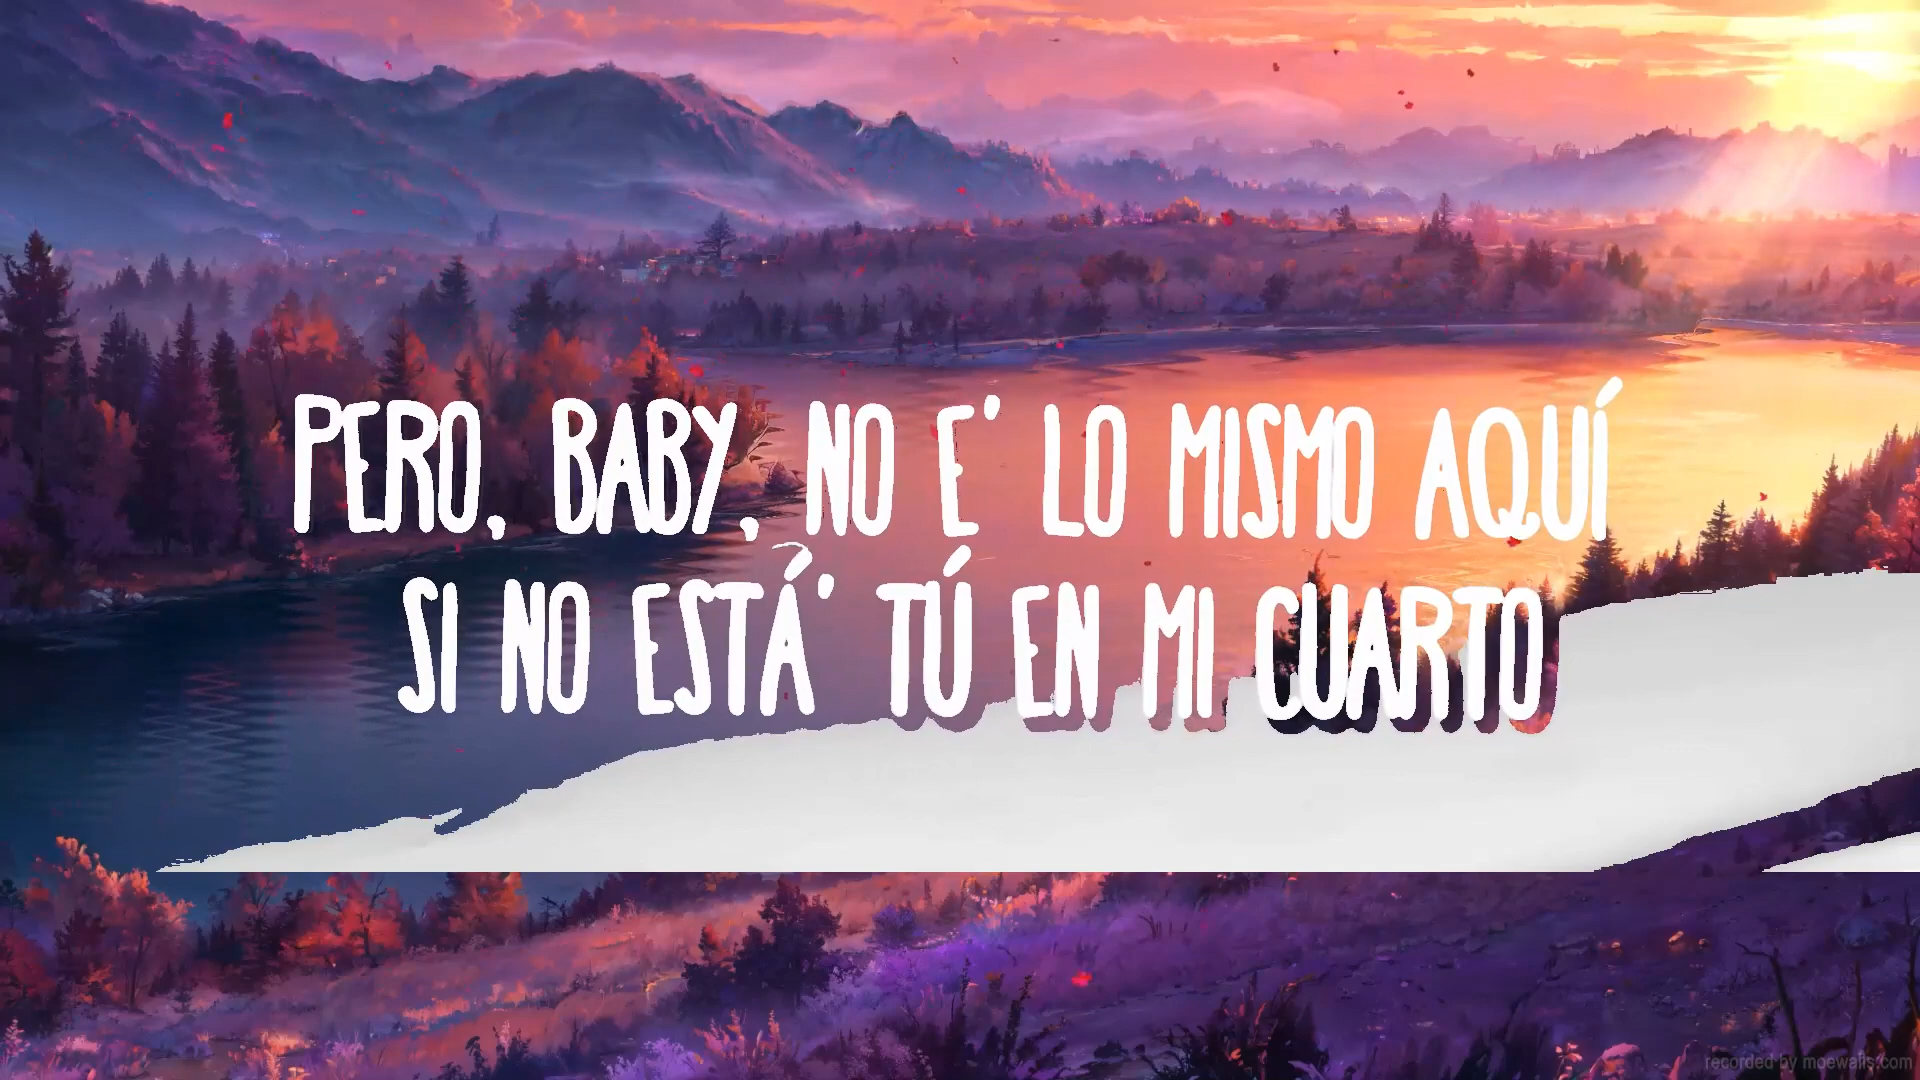 PERO, BABY, NO E' LO MISMO AQUÍ
SI NO ESTÁ' TÚ EN MI CUARTO
recorded by moewalls.com